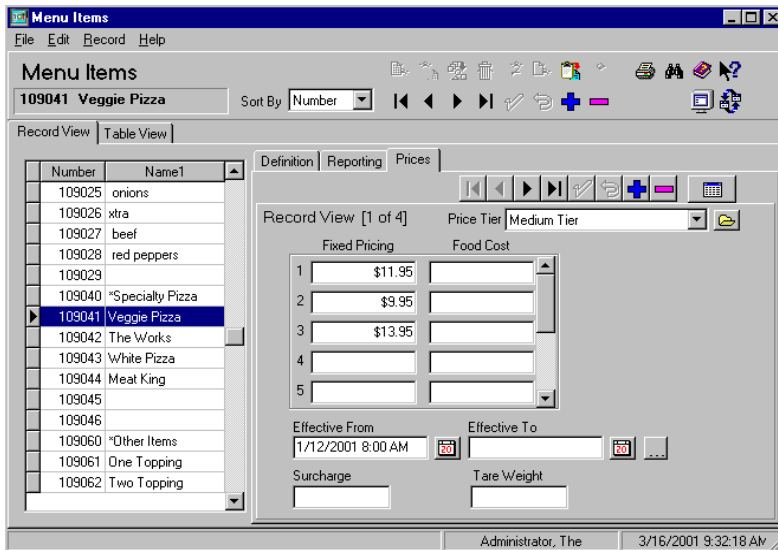 Menu Items
File Edit Record Help
Menu Items
109041 Veggie Pizza
Sort By Number
Record View Table View
Number Name1
109025 onions
109026 xtra
109027 beef
109028 red peppers
109029
109040 *Specialty Pizza
109041 Veggie Pizza
109042 The Works
109043 White Pizza
109044 Meat King
109045
109046
109060 *Other Items
109061 One Topping
109062 Two Topping
Definition Reporting Prices
Record View [1 of 4] Price Tier Medium Tier
Fixed Pricing Food Cost
1 $11.95
2 $9.95
3 $13.95
4
5
Effective From Effective To
1/12/2001 8:00 AM 20 20 ...
Surcharge Tare Weight
Administrator, The 3/16/2001 9:32:18 AM